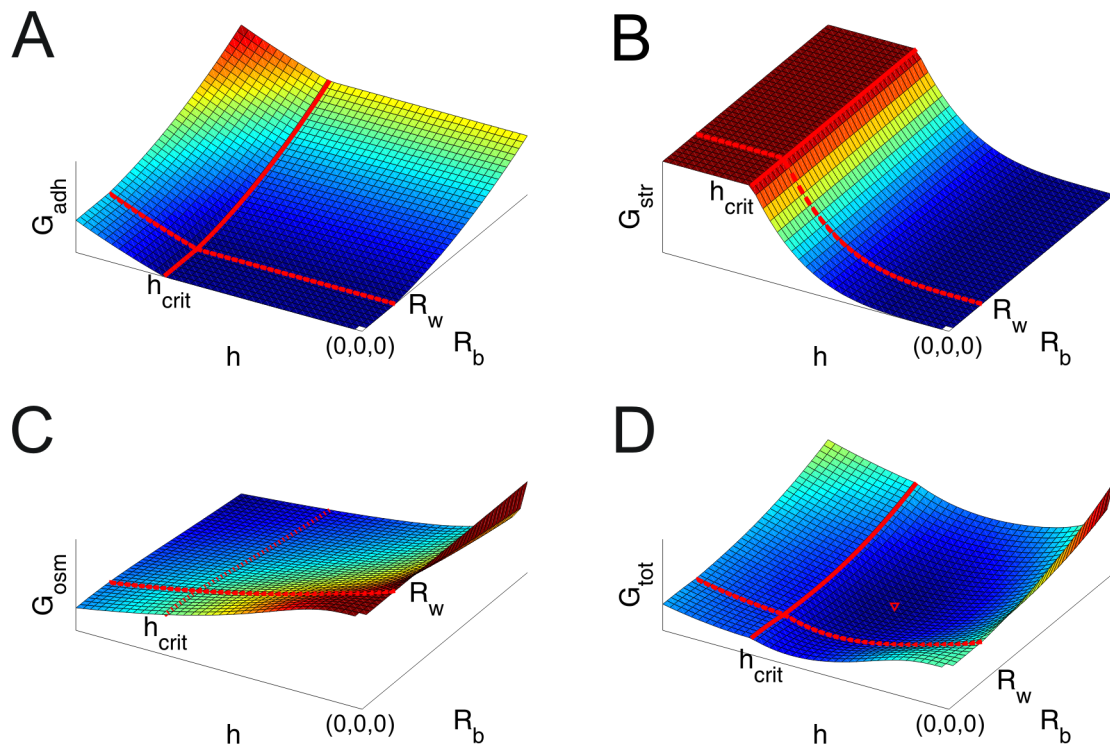 A
G_adh
h_crit
R_w
(0,0,0)
R_b
h
B
G_str
h_crit
R_w
(0,0,0)
R_b
h
C
G_osm
h_crit
R_w
(0,0,0)
R_b
h
D
G_tot
h_crit
R_w
(0,0,0)
R_b
h